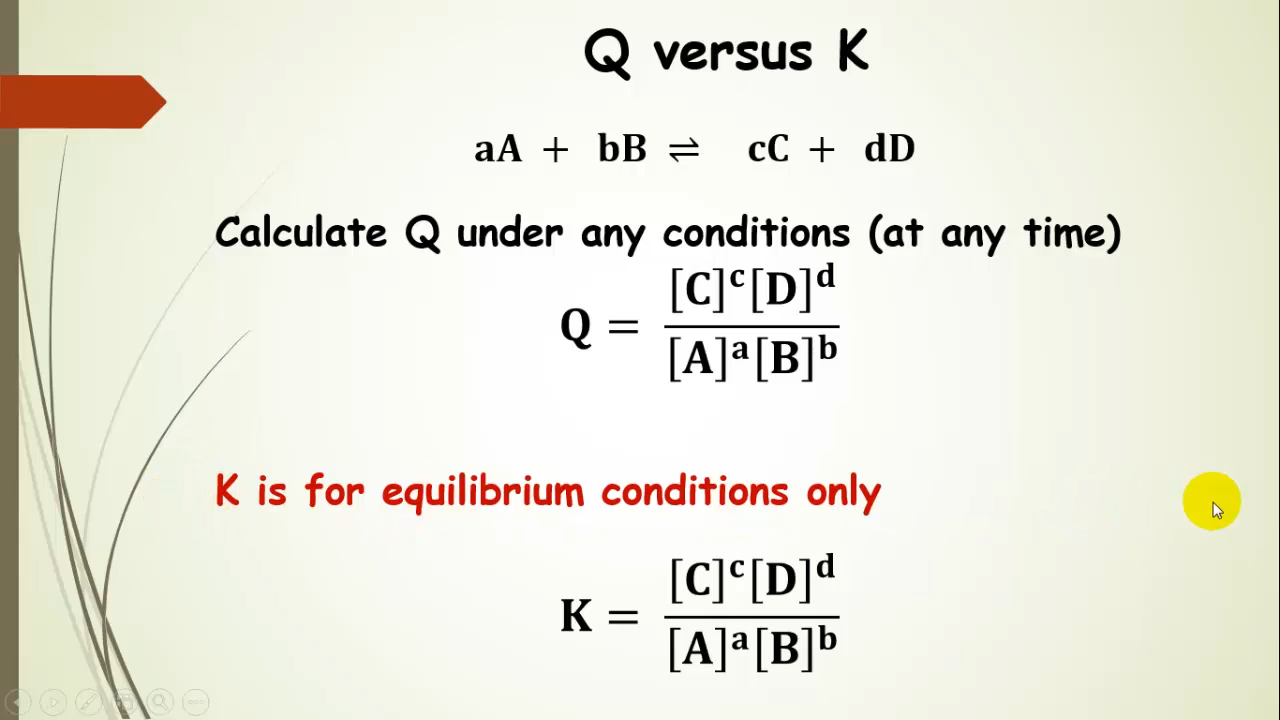 Q versus K
aA + bB ⇌ cC + dD
Calculate Q under any conditions (at any time)
Q = [C]ᶜ[D]ᵈ / [A]ᵃ[B]ᵇ
K is for equilibrium conditions only
K = [C]ᶜ[D]ᵈ / [A]ᵃ[B]ᵇ